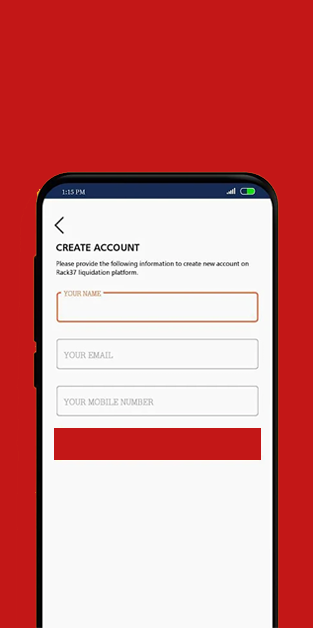 1:15 PM
CREATE ACCOUNT
Please provide the following information to create new account on
Rack37 liquidation platform.
YOUR NAME
YOUR EMAIL
YOUR MOBILE NUMBER